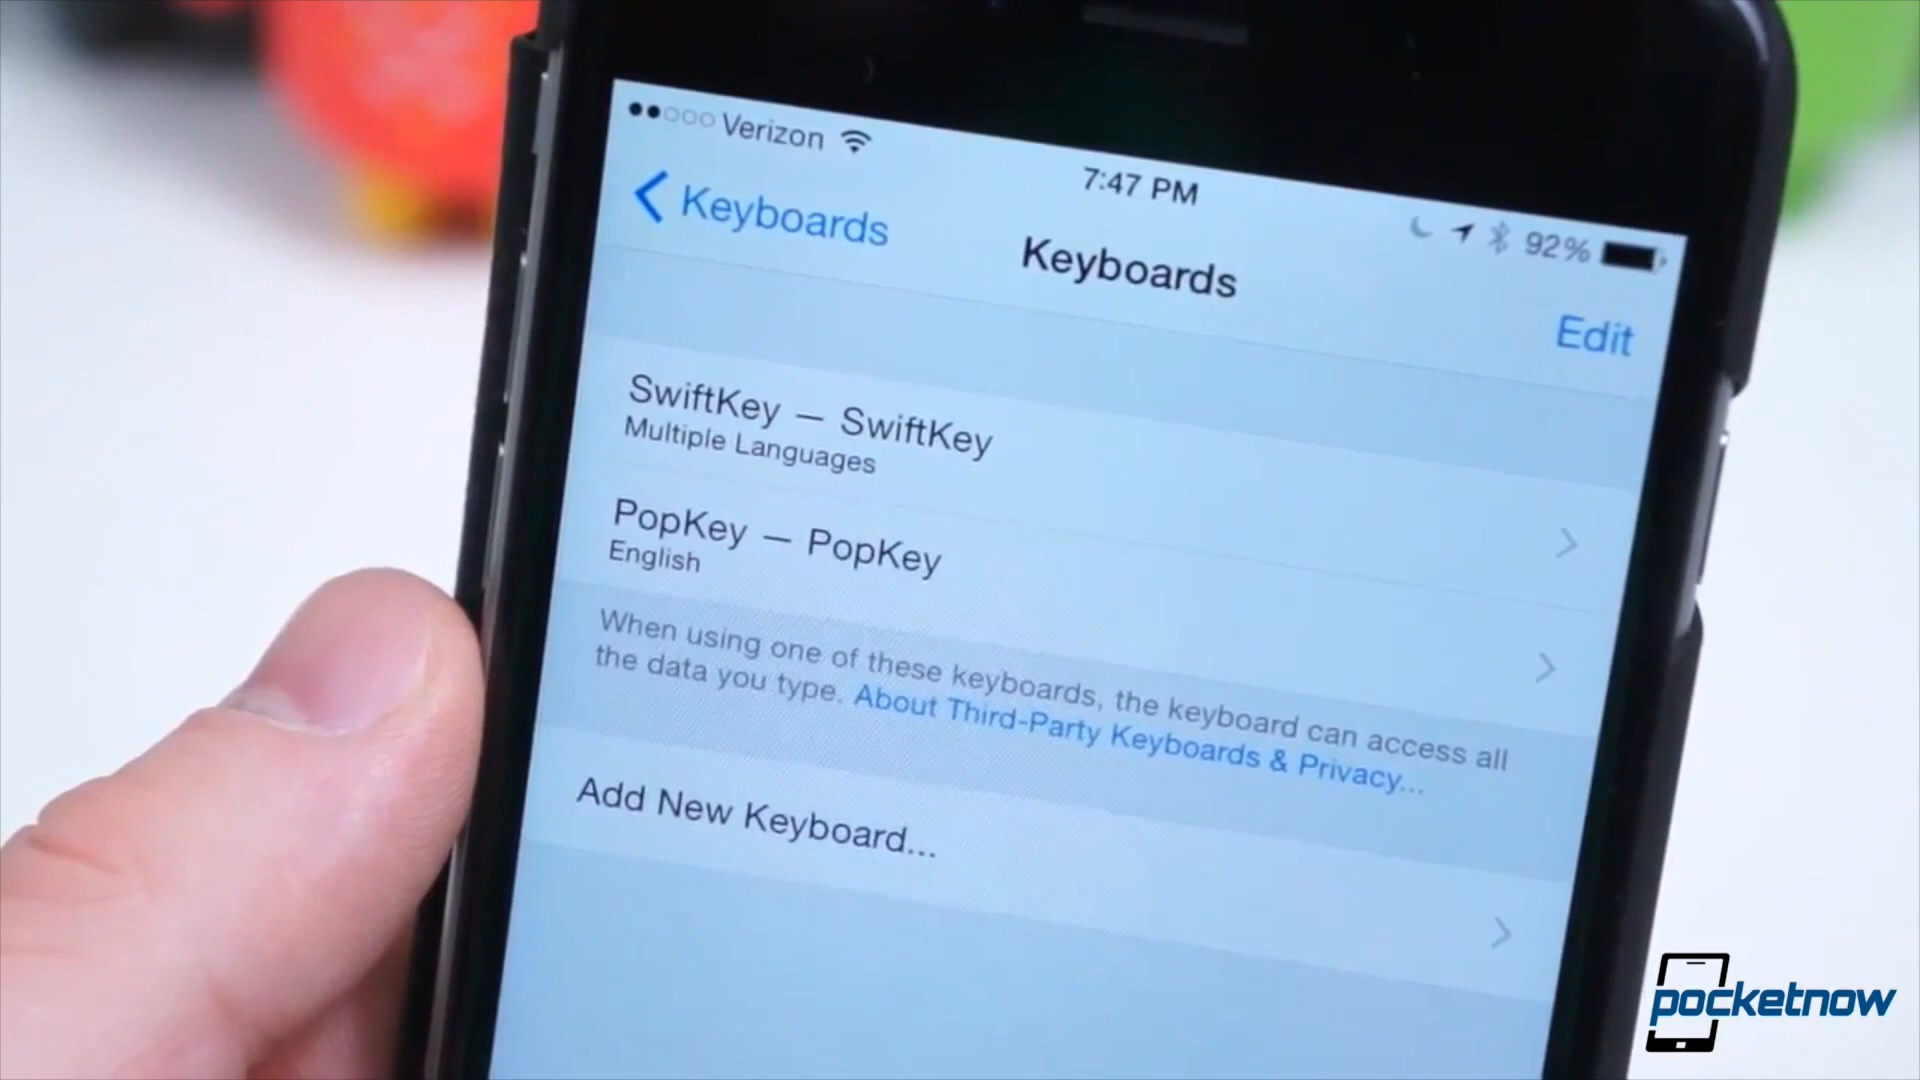 Verizon
7:47 PM
92%
Keyboards
Keyboards
Edit
SwiftKey — SwiftKey
Multiple Languages
PopKey — PopKey
English
When using one of these keyboards, the keyboard can access all
the data you type. About Third-Party Keyboards & Privacy...
Add New Keyboard...
pocketnow